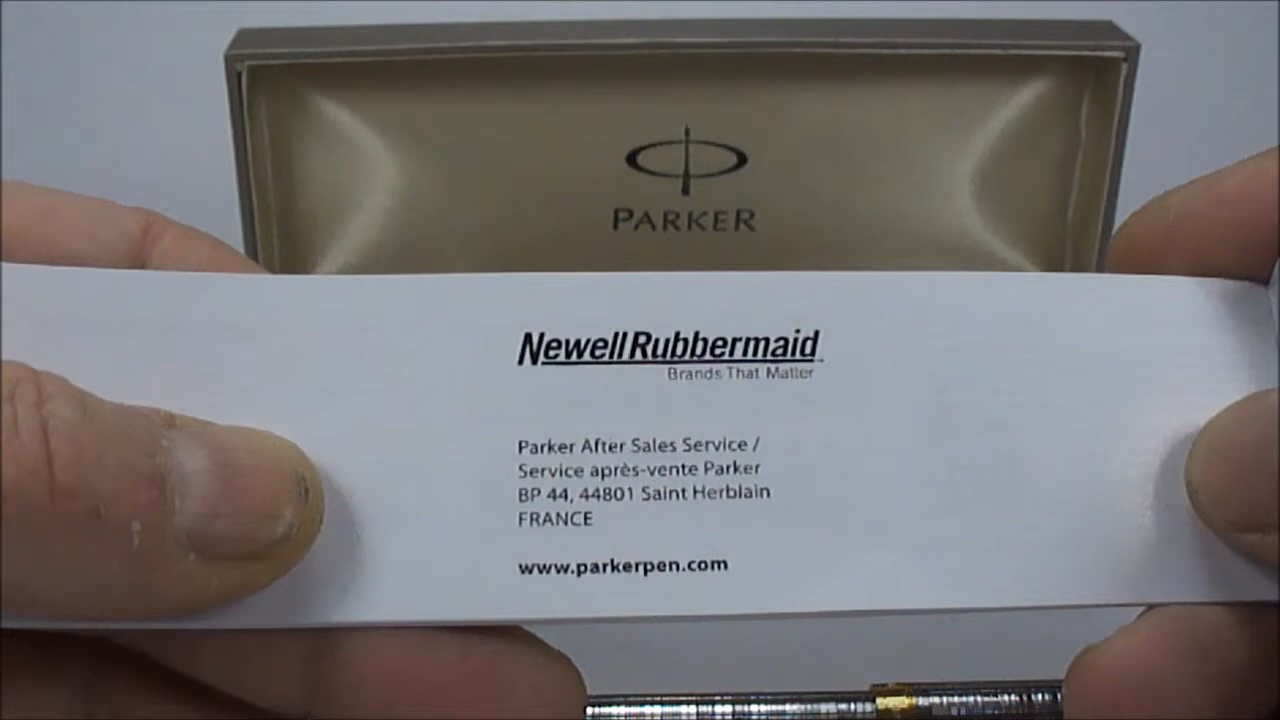 PARKER
NewellRubbermaid
Brands That Matter
Parker After Sales Service /
Service après-vente Parker
BP 44, 44801 Saint Herblain
FRANCE
www.parkerpen.com